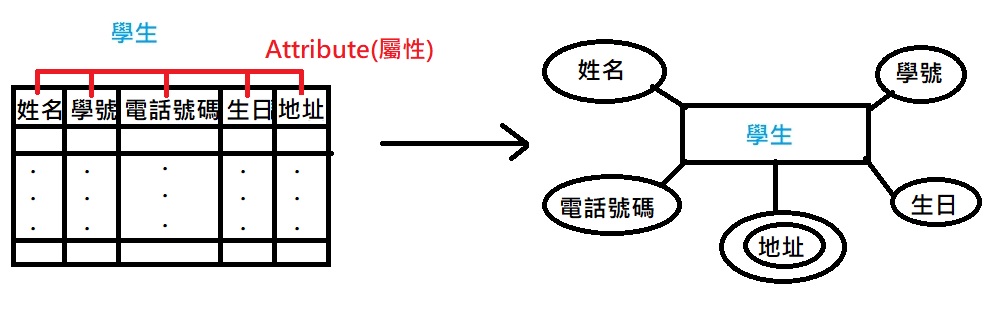 學生
Attribute(屬性)
姓名 學號 電話號碼 生日 地址
姓名
學號
學生
電話號碼
生日
地址